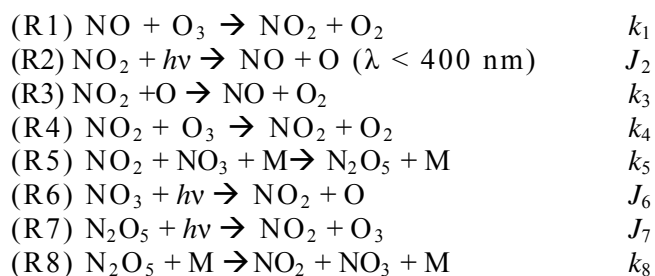 (R1) NO + O₃ → NO₂ + O₂ k₁
(R2) NO₂ + hν → NO + O (λ < 400 nm) J₂
(R3) NO₂ +O → NO + O₂ k₃
(R4) NO₂ + O₃ → NO₂ + O₂ k₄
(R5) NO₂ + NO₃ + M→ N₂O₅ + M k₅
(R6) NO₃ + hν → NO₂ + O J₆
(R7) N₂O₅ + hν → NO₂ + O₃ J₇
(R8) N₂O₅ + M →NO₂ + NO₃ + M k₈